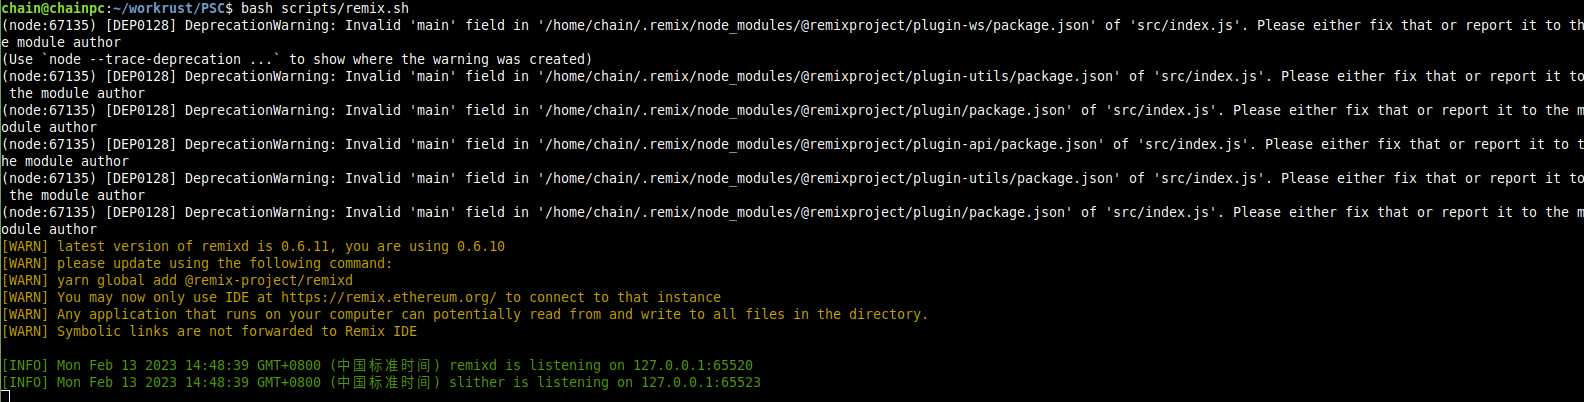 chain@chainpc:~/workrust/PSC$ bash scripts/remix.sh
(node:67135) [DEP0128] DeprecationWarning: Invalid 'main' field in '/home/chain/.remix/node_modules/@remixproject/plugin-ws/package.json' of 'src/index.js'. Please either fix that or report it to th
e module author
(Use `node --trace-deprecation ...` to show where the warning was created)
(node:67135) [DEP0128] DeprecationWarning: Invalid 'main' field in '/home/chain/.remix/node_modules/@remixproject/plugin-utils/package.json' of 'src/index.js'. Please either fix that or report it to
 the module author
(node:67135) [DEP0128] DeprecationWarning: Invalid 'main' field in '/home/chain/.remix/node_modules/@remixproject/plugin/package.json' of 'src/index.js'. Please either fix that or report it to the m
odule author
(node:67135) [DEP0128] DeprecationWarning: Invalid 'main' field in '/home/chain/.remix/node_modules/@remixproject/plugin-api/package.json' of 'src/index.js'. Please either fix that or report it to t
he module author
(node:67135) [DEP0128] DeprecationWarning: Invalid 'main' field in '/home/chain/.remix/node_modules/@remixproject/plugin-utils/package.json' of 'src/index.js'. Please either fix that or report it to
 the module author
(node:67135) [DEP0128] DeprecationWarning: Invalid 'main' field in '/home/chain/.remix/node_modules/@remixproject/plugin/package.json' of 'src/index.js'. Please either fix that or report it to the m
odule author
[WARN] latest version of remixd is 0.6.11, you are using 0.6.10
[WARN] please update using the following command:
[WARN] yarn global add @remix-project/remixd
[WARN] You may now only use IDE at https://remix.ethereum.org/ to connect to that instance
[WARN] Any application that runs on your computer can potentially read from and write to all files in the directory.
[WARN] Symbolic links are not forwarded to Remix IDE
[INFO] Mon Feb 13 2023 14:48:39 GMT+0800 (中国标准时间) remixd is listening on 127.0.0.1:65520
[INFO] Mon Feb 13 2023 14:48:39 GMT+0800 (中国标准时间) slither is listening on 127.0.0.1:65523